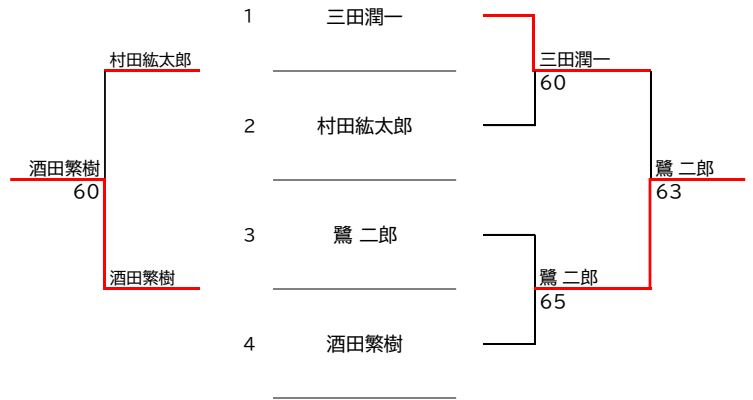 1 三田潤一
村田紘太郎
三田潤一
60
2 村田紘太郎
酒田繁樹
60
鷺 二郎
63
3 鷺 二郎
酒田繁樹
鷺 二郎
65
4 酒田繁樹